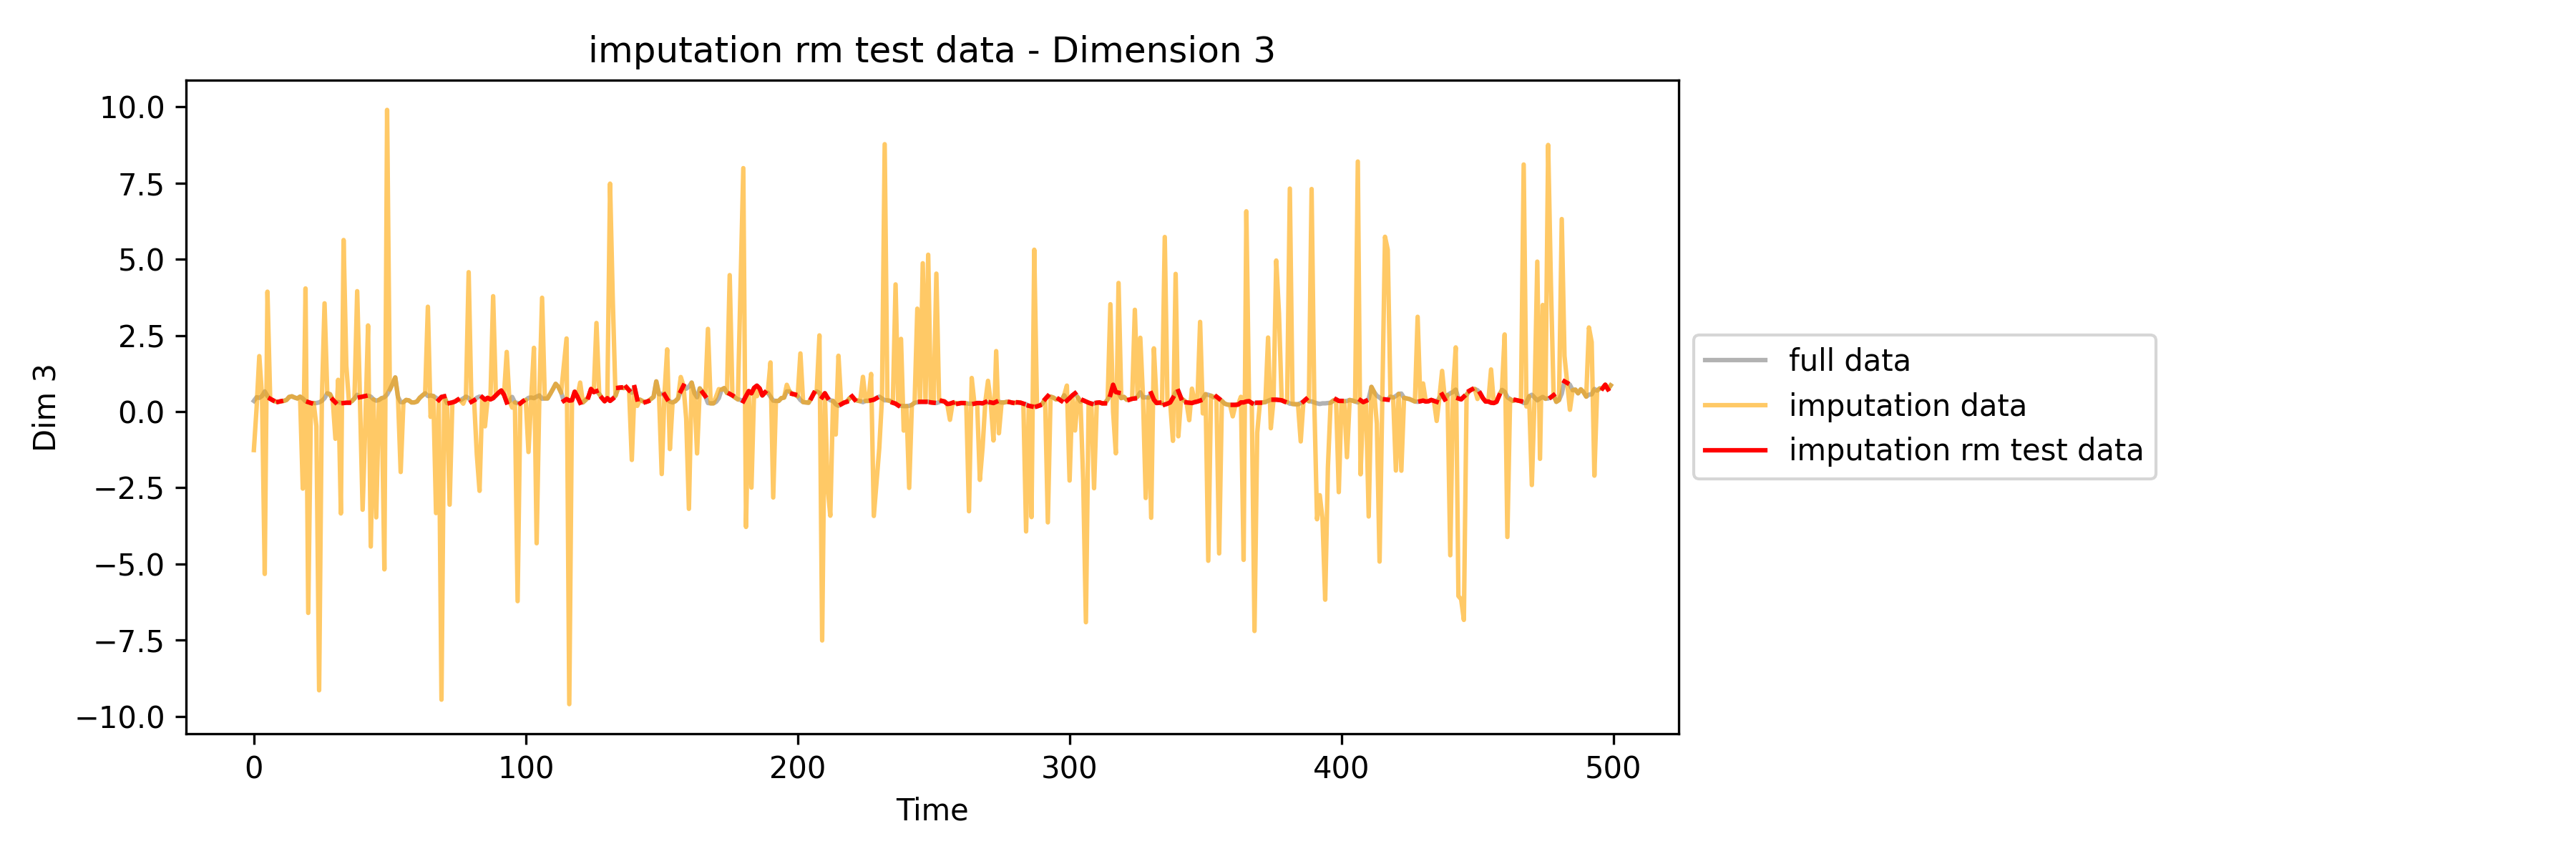 imputation rm test data - Dimension 3
10.0
7.5
5.0
2.5
0.0
−2.5
−5.0
−7.5
−10.0
Dim 3
0 100 200 300 400 500
Time
full data
imputation data
imputation rm test data